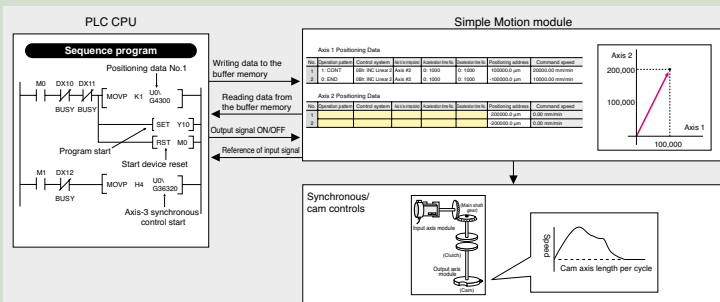 PLC CPU
Sequence program
Positioning data No.1
M0 DX10 DX11
BUSY BUSY
MOVP K1 U0\
G4300
SET Y10
RST M0
Program start
Start device reset
M1 DX12
BUSY
MOVP H4 U0\
G36320
Axis-3 synchronous
control start
Writing data to the
buffer memory
Reading data from
the buffer memory
Output signal ON/OFF
Reference of input signal
Simple Motion module
Axis 1 Positioning Data
No. Operation pattern Control system Axis to be interpolated Acceleration time No. Deceleration time No. Positioning address Command speed
1 1: CONT 0Bh: INC Linear 2 Axis #2 0: 1000 0: 1000 100000.0 µm 20000.00 mm/min
2 0: END 0Bh: INC Linear 2 Axis #2 0: 1000 0: 1000 -100000.0 µm 10000.00 mm/min
Axis 2 Positioning Data
No. Operation pattern Control system Axis to be interpolated Acceleration time No. Deceleration time No. Positioning address Command speed
1 200000.0 µm 0.00 mm/min
2 -200000.0 µm 0.00 mm/min
Axis 2
200,000
100,000
Axis 1
100,000
Synchronous/
cam controls
(Main shaft
gear)
Input axis module
(Clutch)
Output axis
module
(Cam)
Speed
Cam axis length per cycle